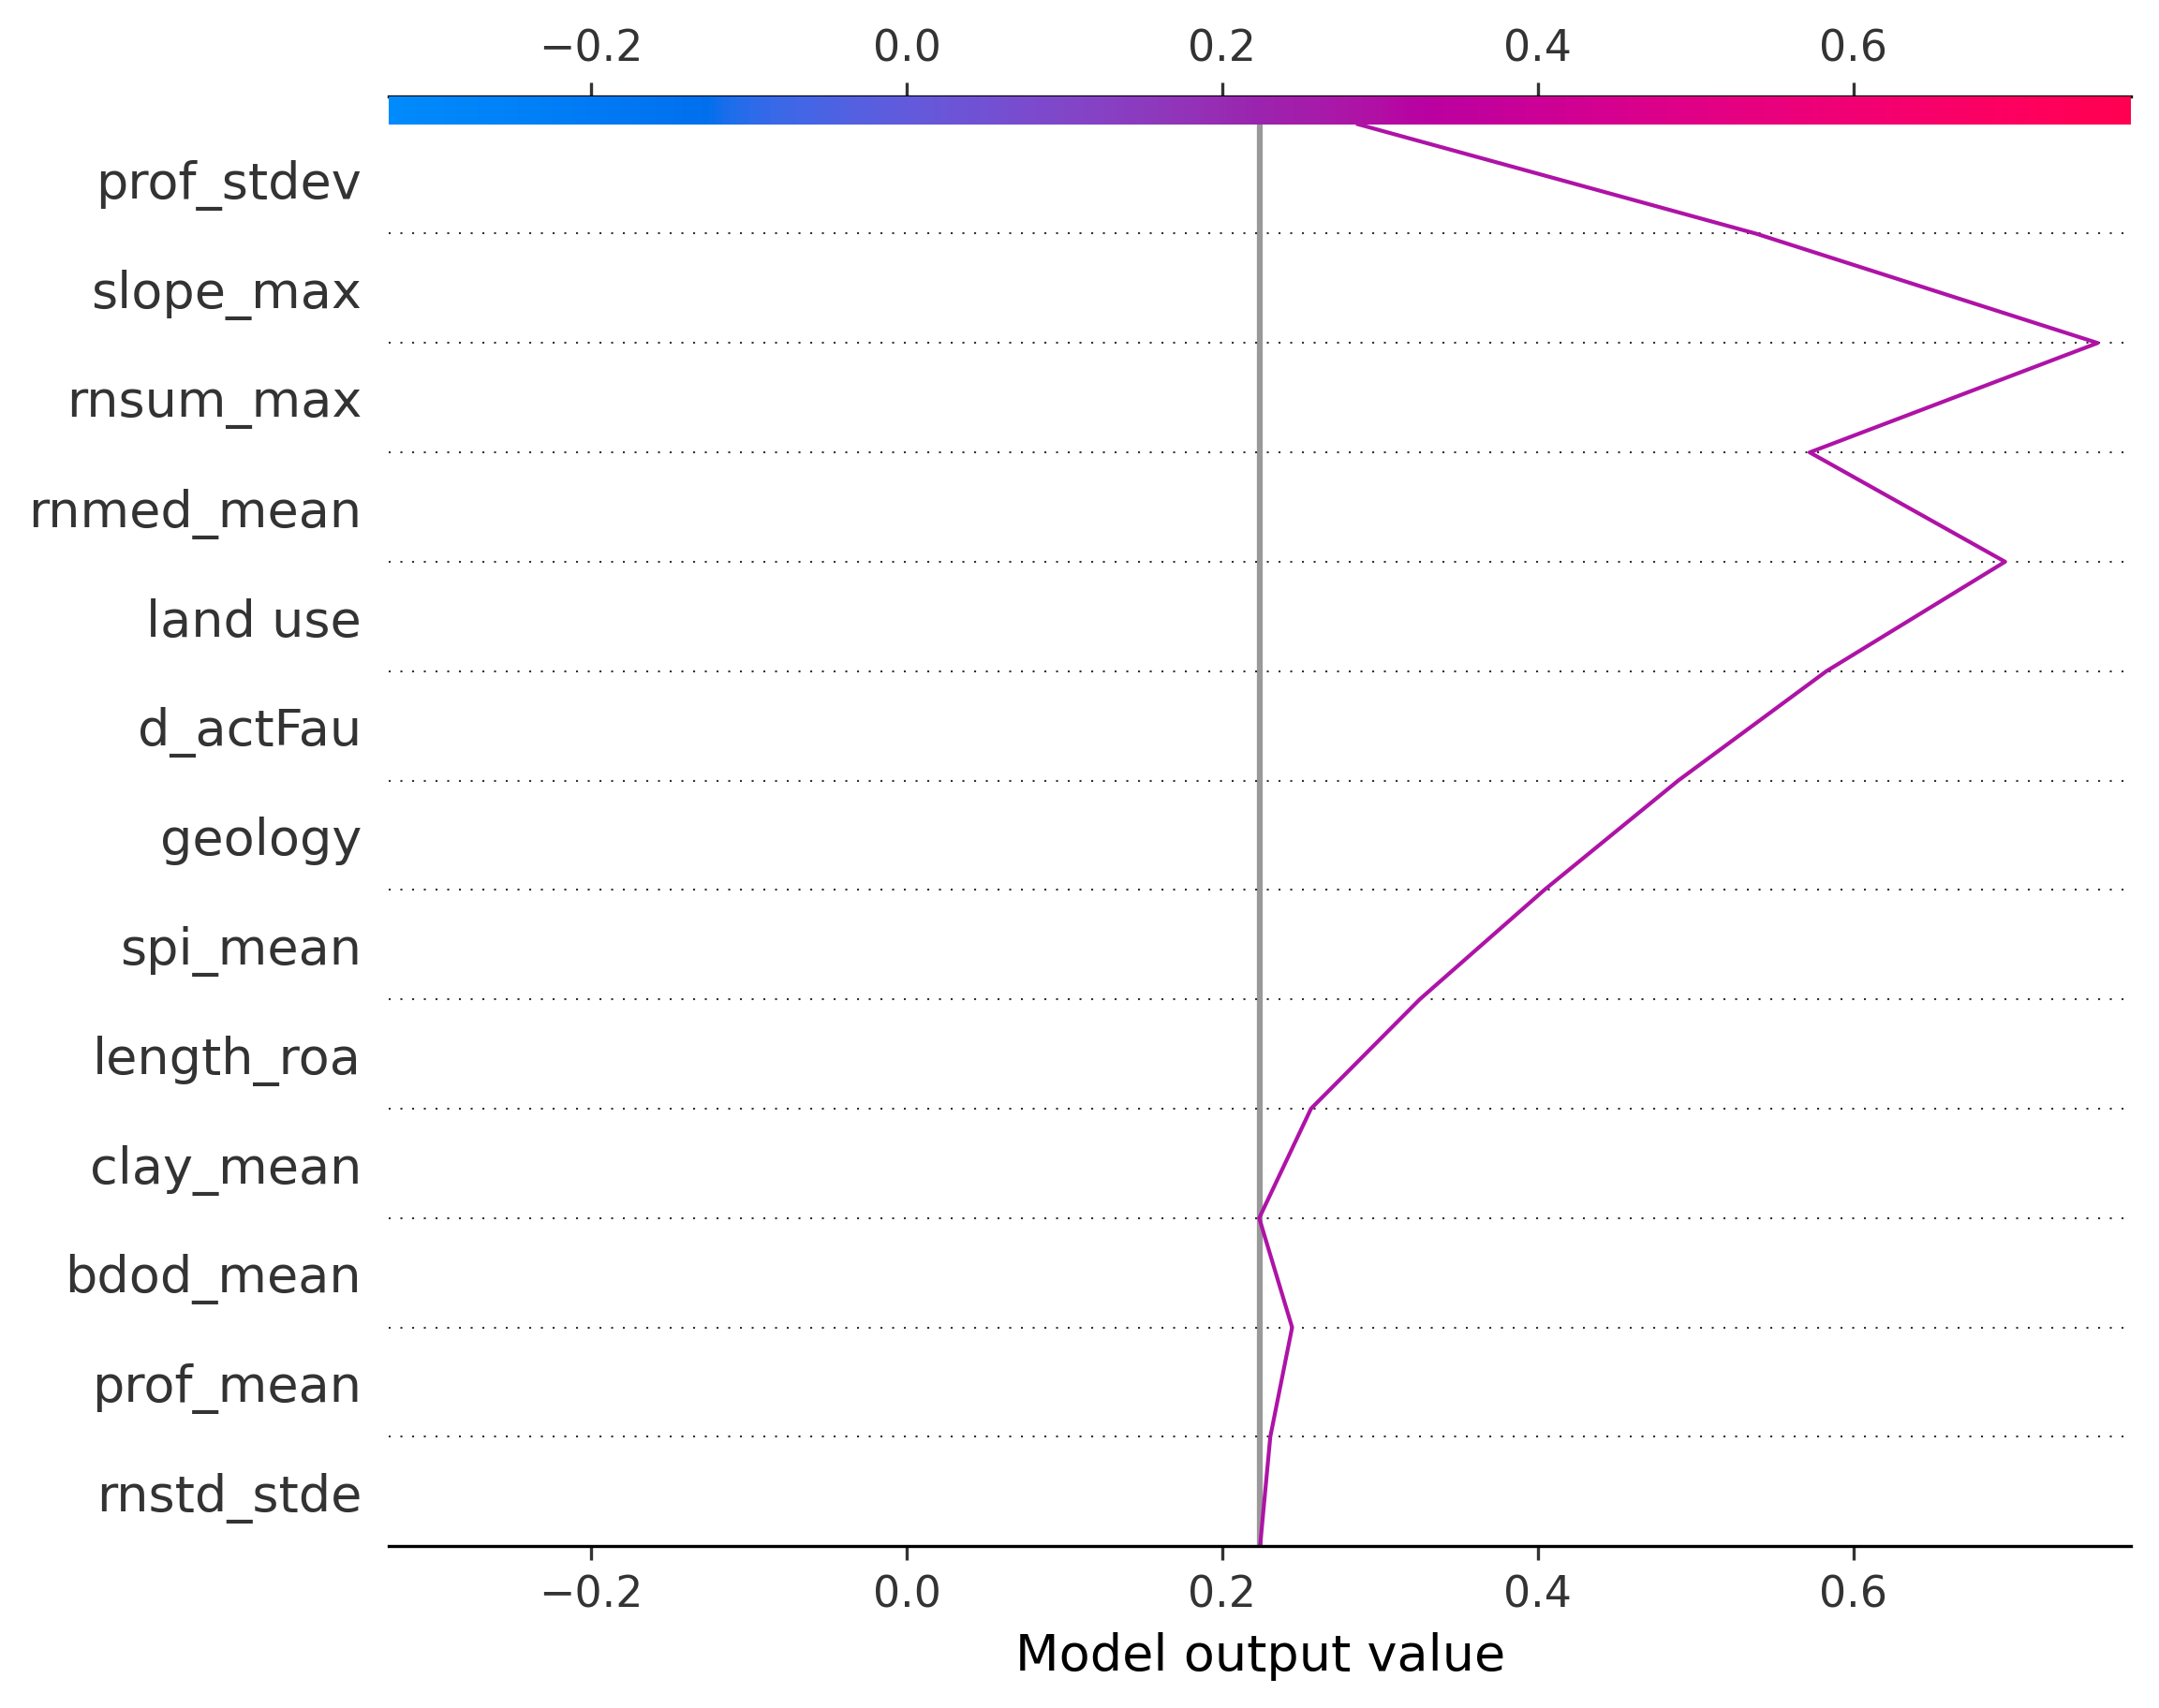 −0.2 0.0 0.2 0.4 0.6
prof_stdev
slope_max
rnsum_max
rnmed_mean
land use
d_actFau
geology
spi_mean
length_roa
clay_mean
bdod_mean
prof_mean
rnstd_stde
−0.2 0.0 0.2 0.4 0.6
Model output value